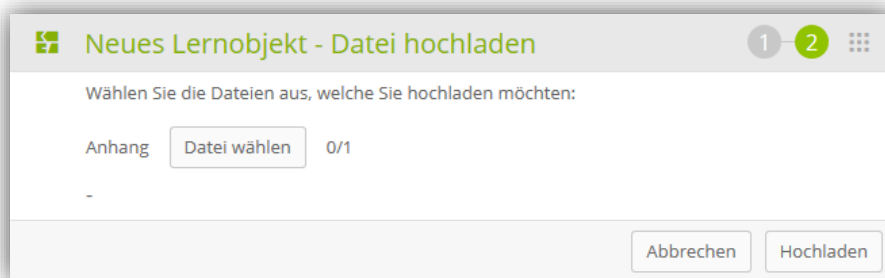 Neues Lernobjekt - Datei hochladen 1 2
Wählen Sie die Dateien aus, welche Sie hochladen möchten:
Anhang Datei wählen 0/1
-
Abbrechen Hochladen